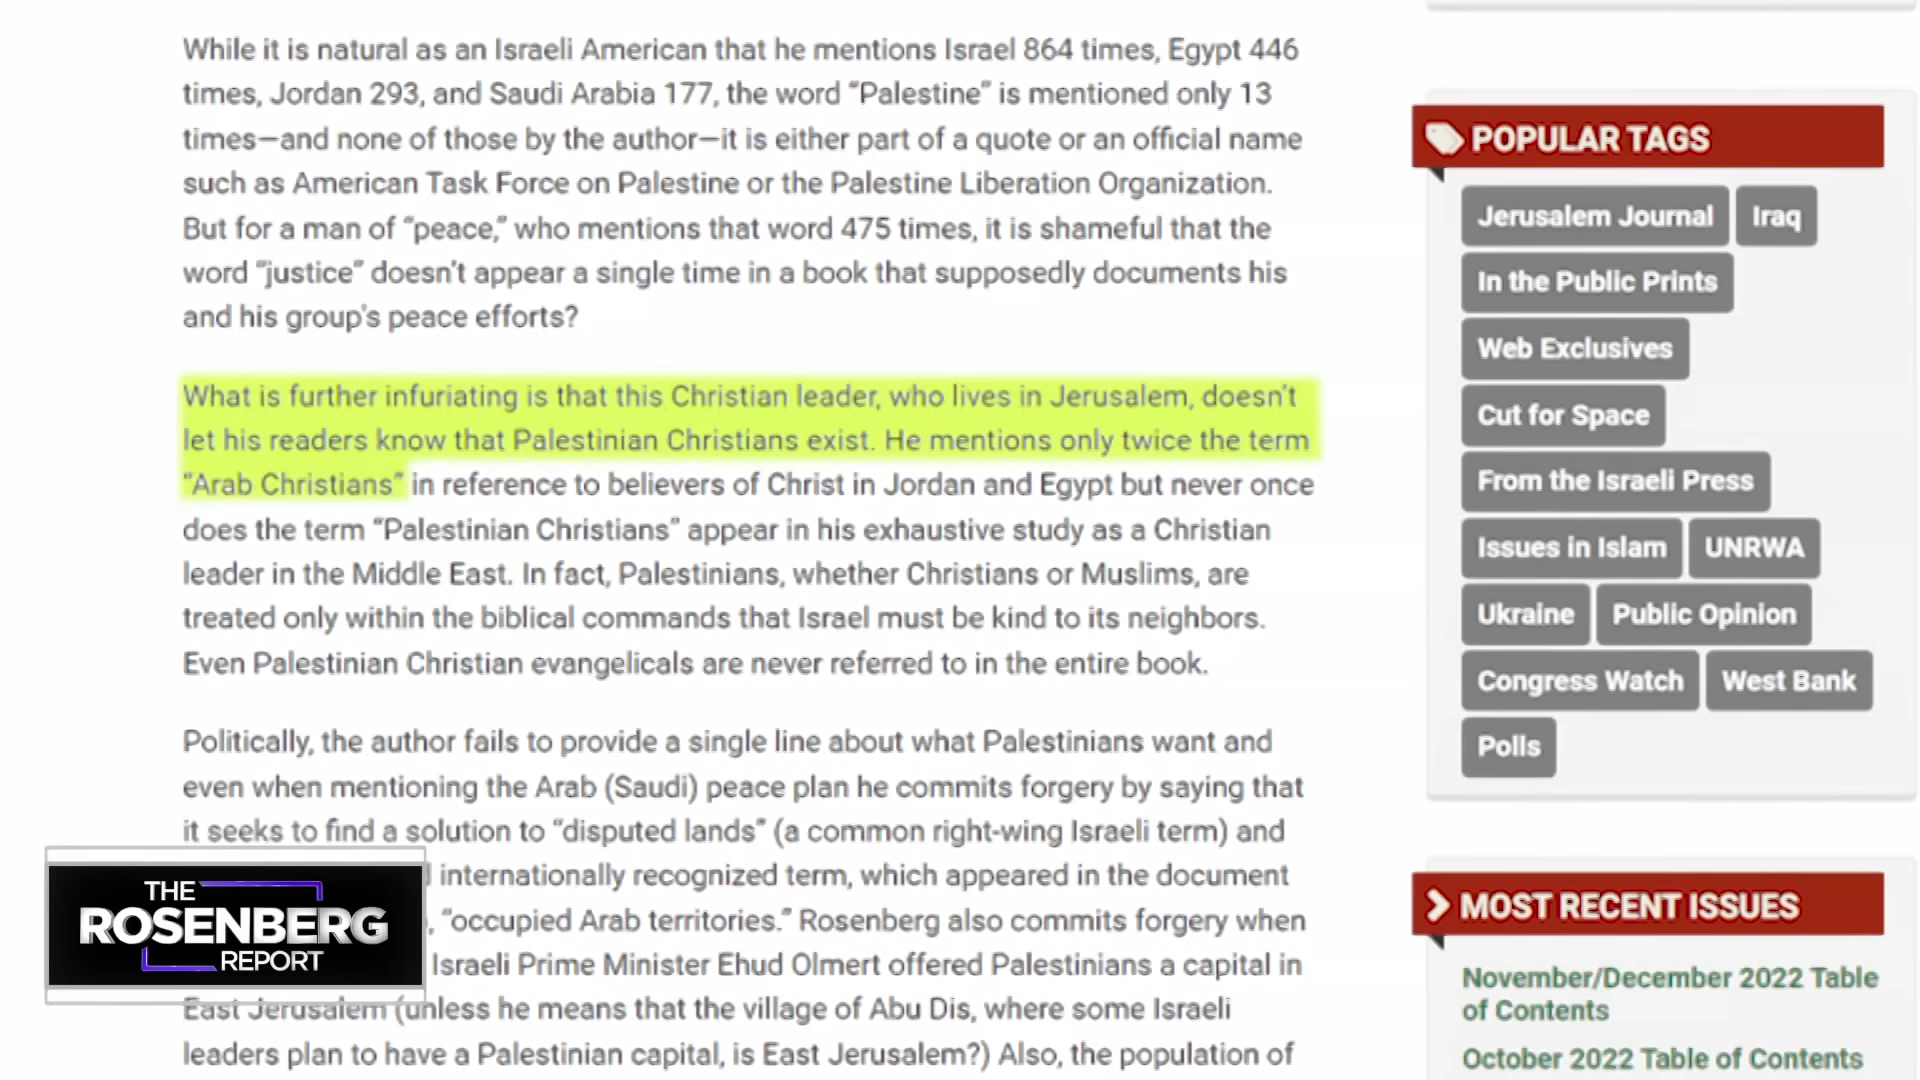 While it is natural as an Israeli American that he mentions Israel 864 times, Egypt 446
times, Jordan 293, and Saudi Arabia 177, the word “Palestine” is mentioned only 13
times—and none of those by the author—it is either part of a quote or an official name
such as American Task Force on Palestine or the Palestine Liberation Organization.
But for a man of “peace,” who mentions that word 475 times, it is shameful that the
word “justice” doesn’t appear a single time in a book that supposedly documents his
and his group’s peace efforts?
What is further infuriating is that this Christian leader, who lives in Jerusalem, doesn’t
let his readers know that Palestinian Christians exist. He mentions only twice the term
“Arab Christians” in reference to believers of Christ in Jordan and Egypt but never once
does the term “Palestinian Christians” appear in his exhaustive study as a Christian
leader in the Middle East. In fact, Palestinians, whether Christians or Muslims, are
treated only within the biblical commands that Israel must be kind to its neighbors.
Even Palestinian Christian evangelicals are never referred to in the entire book.
Politically, the author fails to provide a single line about what Palestinians want and
even when mentioning the Arab (Saudi) peace plan he commits forgery by saying that
it seeks to find a solution to “disputed lands” (a common right-wing Israeli term) and
internationally recognized term, which appeared in the document
, “occupied Arab territories.” Rosenberg also commits forgery when
Israeli Prime Minister Ehud Olmert offered Palestinians a capital in
East Jerusalem (unless he means that the village of Abu Dis, where some Israeli
leaders plan to have a Palestinian capital, is East Jerusalem?) Also, the population of
THE
ROSENBERG
REPORT
POPULAR TAGS
Jerusalem Journal Iraq
In the Public Prints
Web Exclusives
Cut for Space
From the Israeli Press
Issues in Islam UNRWA
Ukraine Public Opinion
Congress Watch West Bank
Polls
MOST RECENT ISSUES
November/December 2022 Table
of Contents
October 2022 Table of Contents